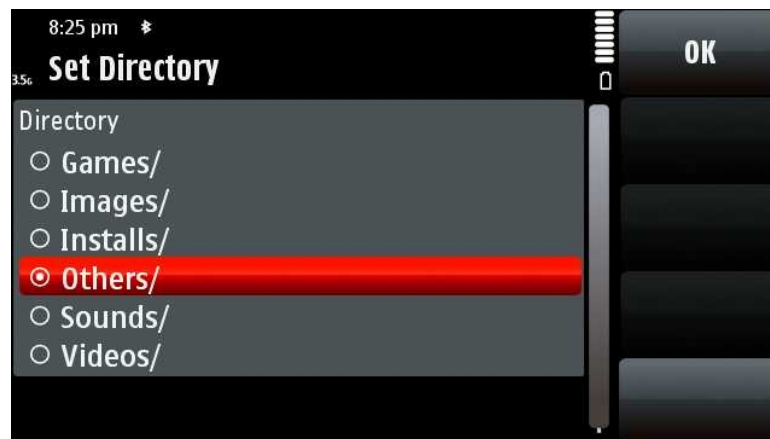 8:25 pm
3.5G Set Directory
OK
Directory
Games/
Images/
Installs/
Others/
Sounds/
Videos/